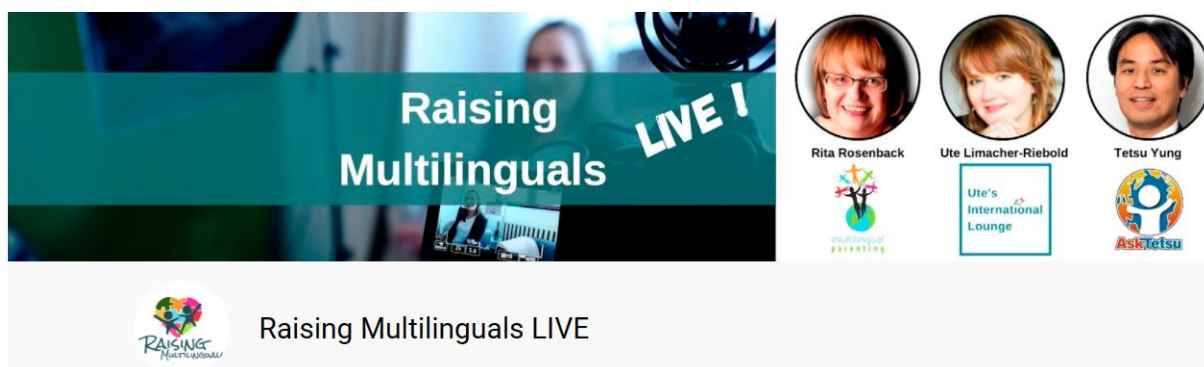 Raising
Multilinguals
LIVE !
Rita Rosenback
Ute Limacher-Riebold
Tetsu Yung
multilingual
parenting
Ute's
International
Lounge
AskTetsu
RAISING
MULTILINGUALS
Raising Multilinguals LIVE